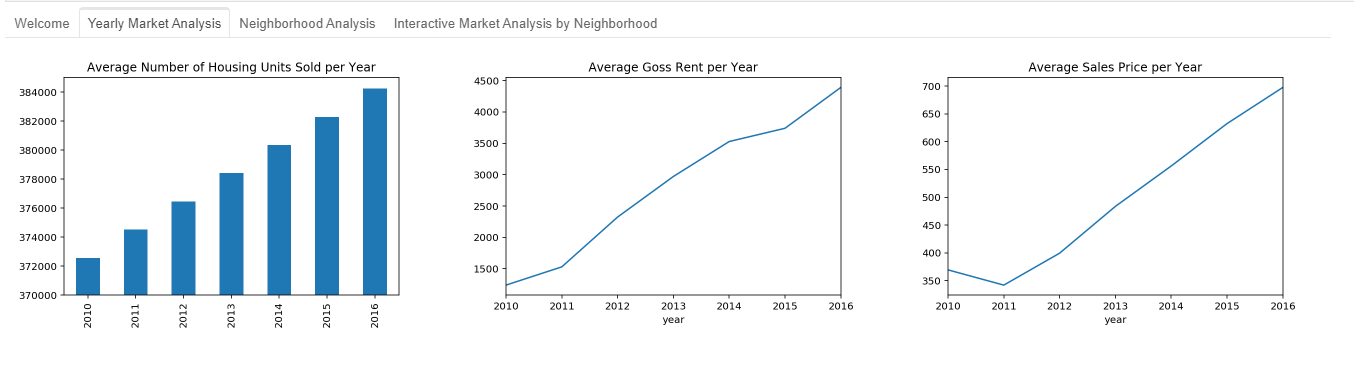 Welcome Yearly Market Analysis Neighborhood Analysis Interactive Market Analysis by Neighborhood
Average Number of Housing Units Sold per Year
384000
382000
380000
378000
376000
374000
372000
370000
2010 2011 2012 2013 2014 2015 2016
Average Goss Rent per Year
4500
4000
3500
3000
2500
2000
1500
2010 2011 2012 2013 2014 2015 2016
year
Average Sales Price per Year
700
650
600
550
500
450
400
350
2010 2011 2012 2013 2014 2015 2016
year